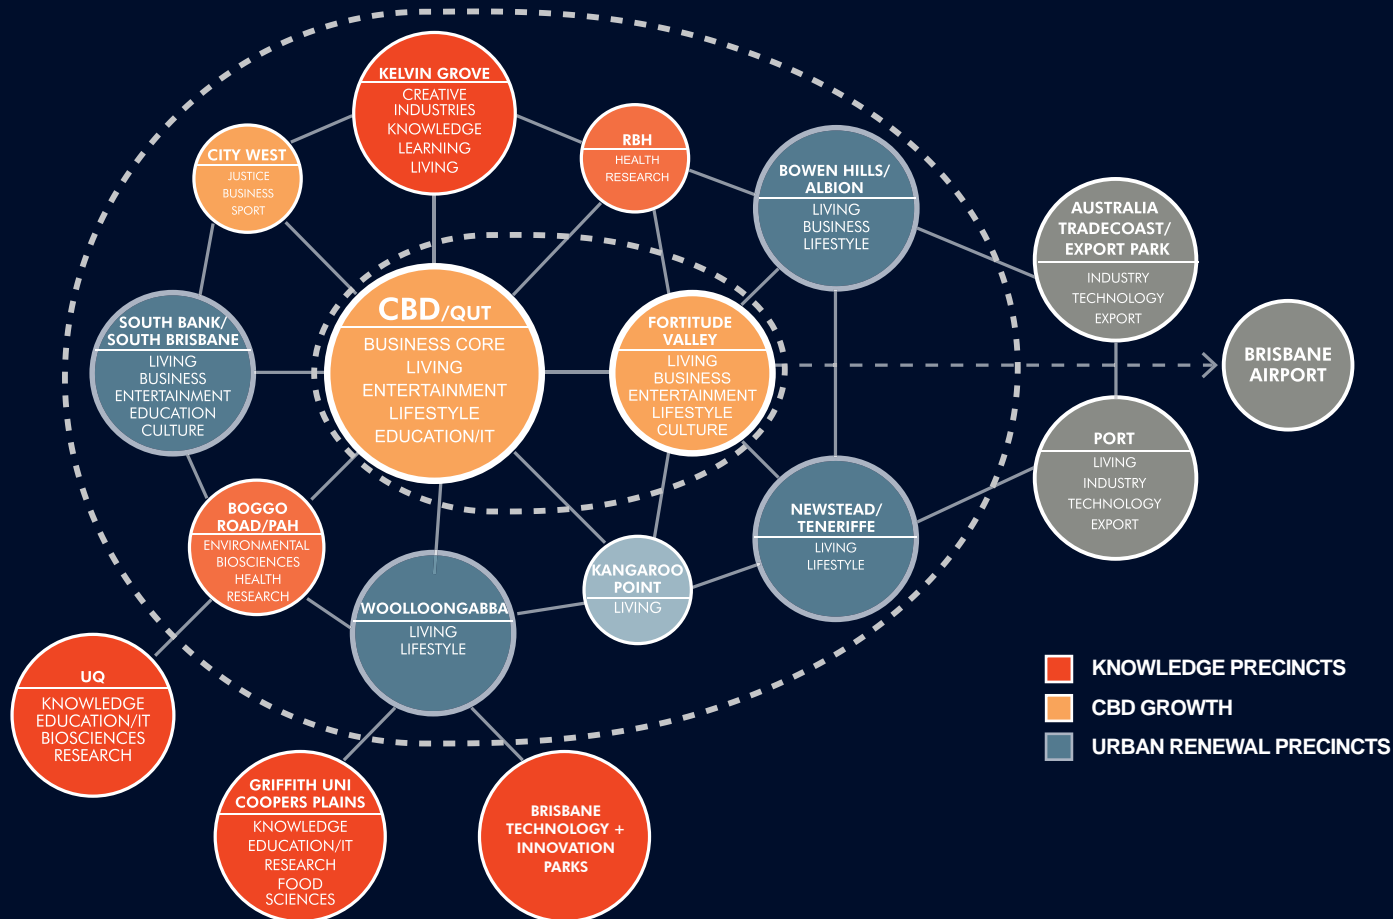 KELVIN GROVE
CREATIVE
INDUSTRIES
KNOWLEDGE
LEARNING
LIVING
CITY WEST
JUSTICE
BUSINESS
SPORT
RBH
HEALTH
RESEARCH
BOWEN HILLS/
ALBION
LIVING
BUSINESS
LIFESTYLE
AUSTRALIA
TRADECOAST/
EXPORT PARK
INDUSTRY
TECHNOLOGY
EXPORT
SOUTH BANK/
SOUTH BRISBANE
LIVING
BUSINESS
ENTERTAINMENT
EDUCATION
CULTURE
CBD/QUT
BUSINESS CORE
LIVING
ENTERTAINMENT
LIFESTYLE
EDUCATION/IT
FORTITUDE
VALLEY
LIVING
BUSINESS
ENTERTAINMENT
LIFESTYLE
CULTURE
BRISBANE
AIRPORT
PORT
LIVING
INDUSTRY
TECHNOLOGY
EXPORT
BOGGO
ROAD/PAH
ENVIRONMENTAL
BIOSCIENCES
HEALTH
RESEARCH
WOOLLOONGABBA
LIVING
LIFESTYLE
KANGAROO
POINT
LIVING
NEWSTEAD/
TENERIFFE
LIVING
LIFESTYLE
UQ
KNOWLEDGE
EDUCATION/IT
BIOSCIENCES
RESEARCH
GRIFFITH UNI
COOPERS PLAINS
KNOWLEDGE
EDUCATION/IT
RESEARCH
FOOD
SCIENCES
BRISBANE
TECHNOLOGY +
INNOVATION
PARKS
KNOWLEDGE PRECINCTS
CBD GROWTH
URBAN RENEWAL PRECINCTS